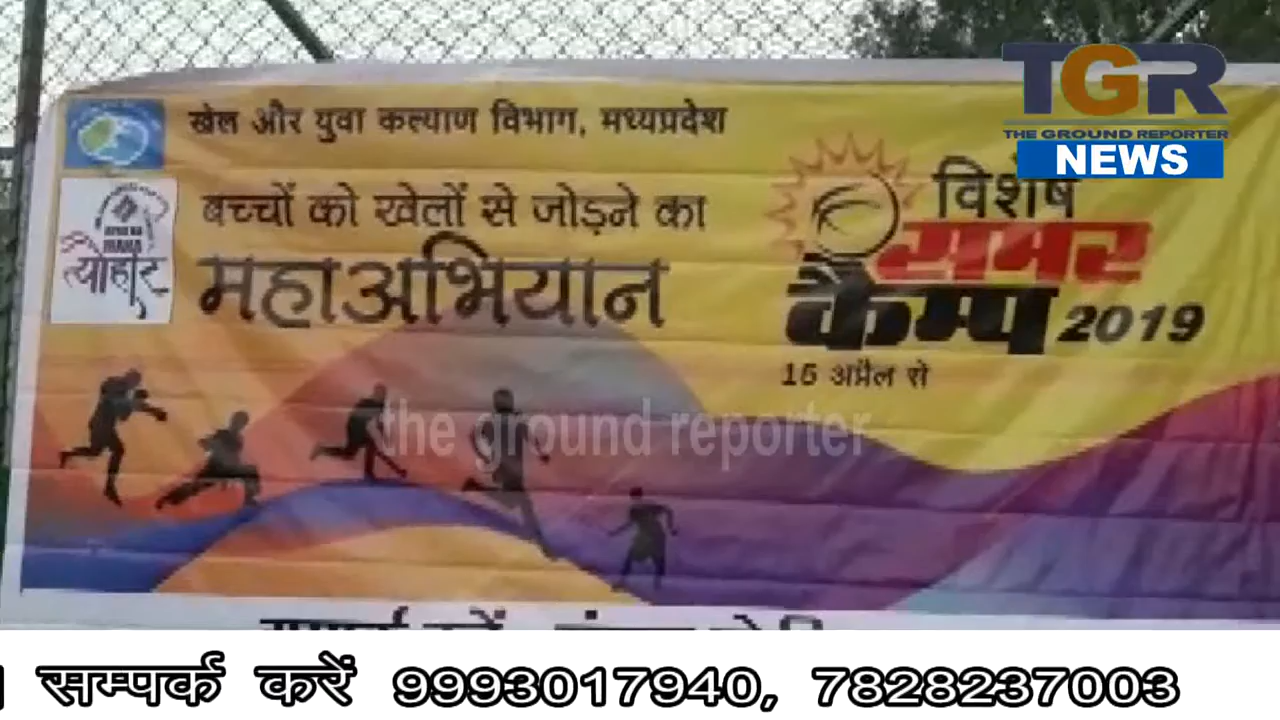 खेल और युवा कल्याण विभाग, मध्यप्रदेश
TGR
THE GROUND REPORTER
NEWS
बच्चों को खेलों से जोड़ने का
महाअभियान
MAHA
त्यौहार
विशेष
समर
कैम्प 2019
15 अप्रैल से
the ground reporter
सम्पर्क करें 9993017940, 7828237003